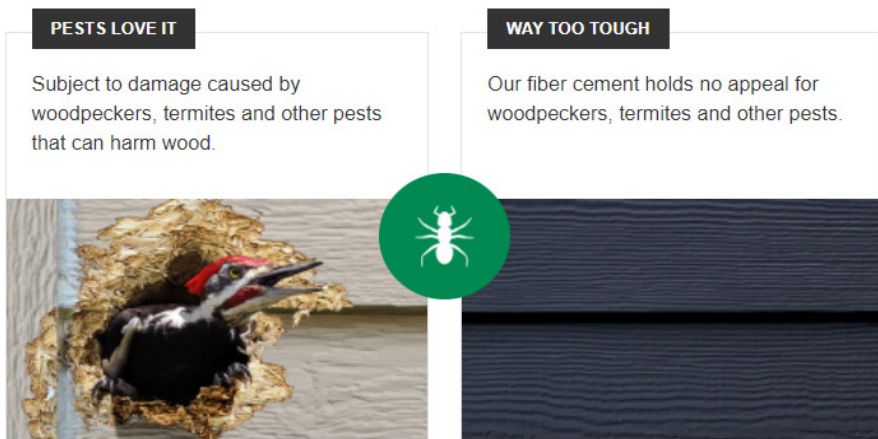 PESTS LOVE IT
Subject to damage caused by
woodpeckers, termites and other pests
that can harm wood.
WAY TOO TOUGH
Our fiber cement holds no appeal for
woodpeckers, termites and other pests.